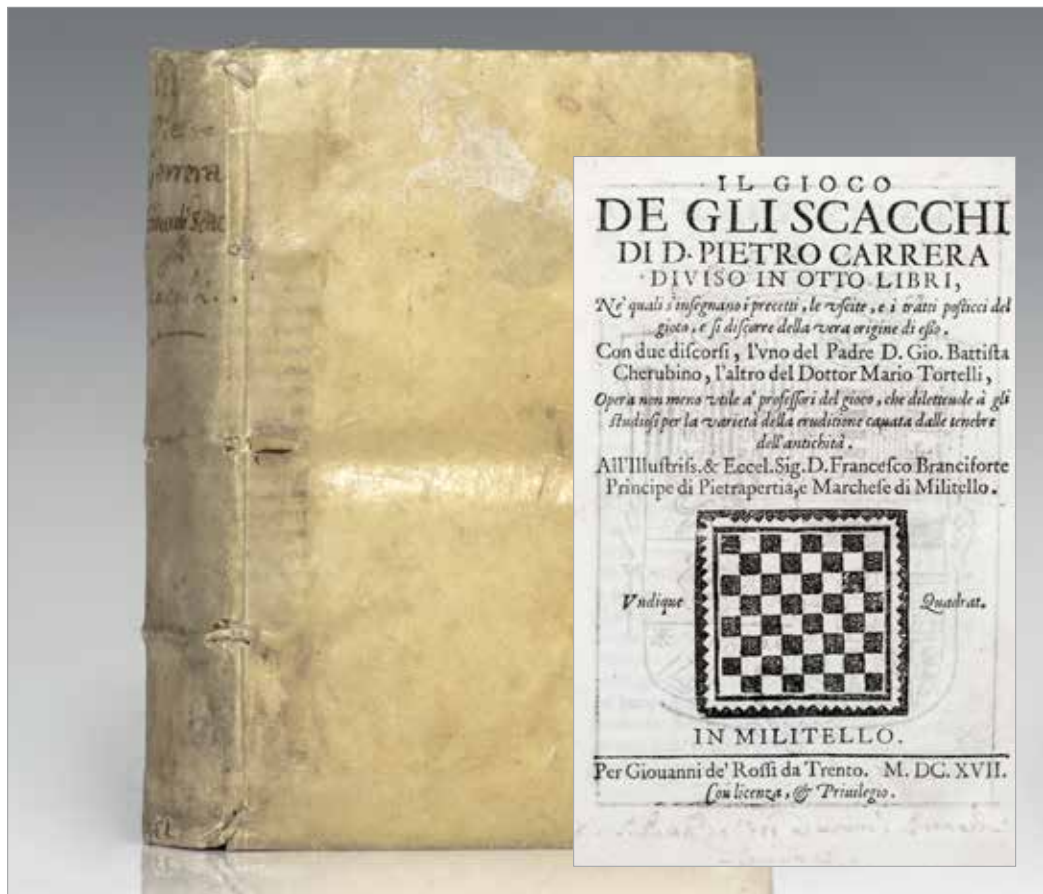 Carrera
IL GIOCO
DE GLI SCACCHI
DI D. PIETRO CARRERA
DIVISO IN OTTO LIBRI,
Ne' quali s'insegnano i precetti, le vscite, e i tratti posticci del
gioco, e si discorre della vera origine di esso.
Con due discorsi, l'vno del Padre D. Gio. Battista
Cherubino, l'altro del Dottor Mario Tortelli,
Opera non meno vtile a' professori del gioco, che diletteuole à gli
studiosi per la varietà della eruditione cauata dalle tenebre
dell'antichità.
All'Illustriss. & Eccel. Sig. D. Francesco Branciforte
Principe di Pietrapertia, e Marchese di Militello.
Vndique
Quadrat.
IN MILITELLO.
Per Giouanni de' Rossi da Trento. M. DC. XVII.
Con licenza, & Priuilegio.